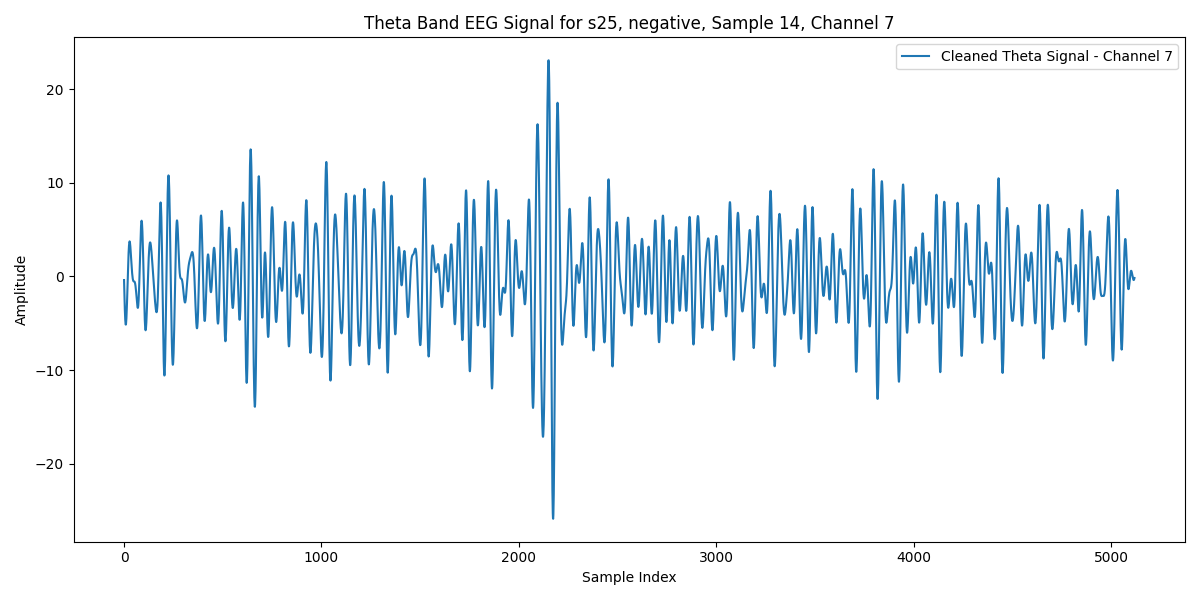 Theta Band EEG Signal for s25, negative, Sample 14, Channel 7
Cleaned Theta Signal - Channel 7
Amplitude
20
10
0
−10
−20
0 1000 2000 3000 4000 5000
Sample Index